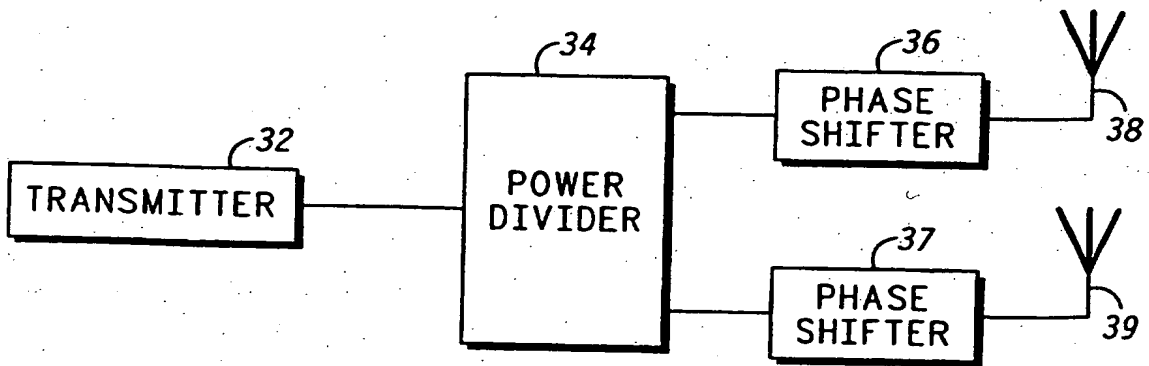 34
36
PHASE
SHIFTER
38
32
TRANSMITTER
POWER
DIVIDER
37
PHASE
SHIFTER
39